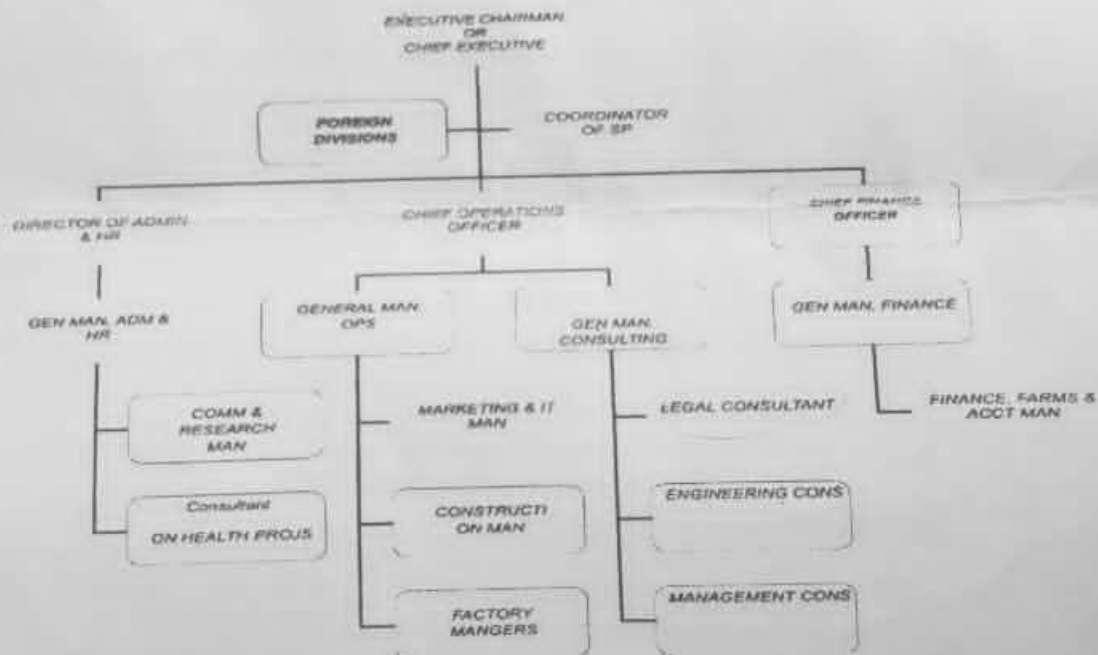 EXECUTIVE CHAIRMAN
OR
CHIEF EXECUTIVE
FOREIGN
DIVISIONS
COORDINATOR
OF SP
DIRECTOR OF ADMIN
& HR
CHIEF OPERATIONS
OFFICER
CHIEF FINANCE
OFFICER
GEN MAN, ADM &
HR
GENERAL MAN
OPS
GEN MAN
CONSULTING
GEN MAN, FINANCE
COMM &
RESEARCH
MAN
MARKETING & IT
MAN
LEGAL CONSULTANT
FINANCE, FARMS &
ACCT MAN
Consultant
ON HEALTH PROJS
CONSTRUCTI
ON MAN
ENGINEERING CONS
FACTORY
MANGERS
MANAGEMENT CONS